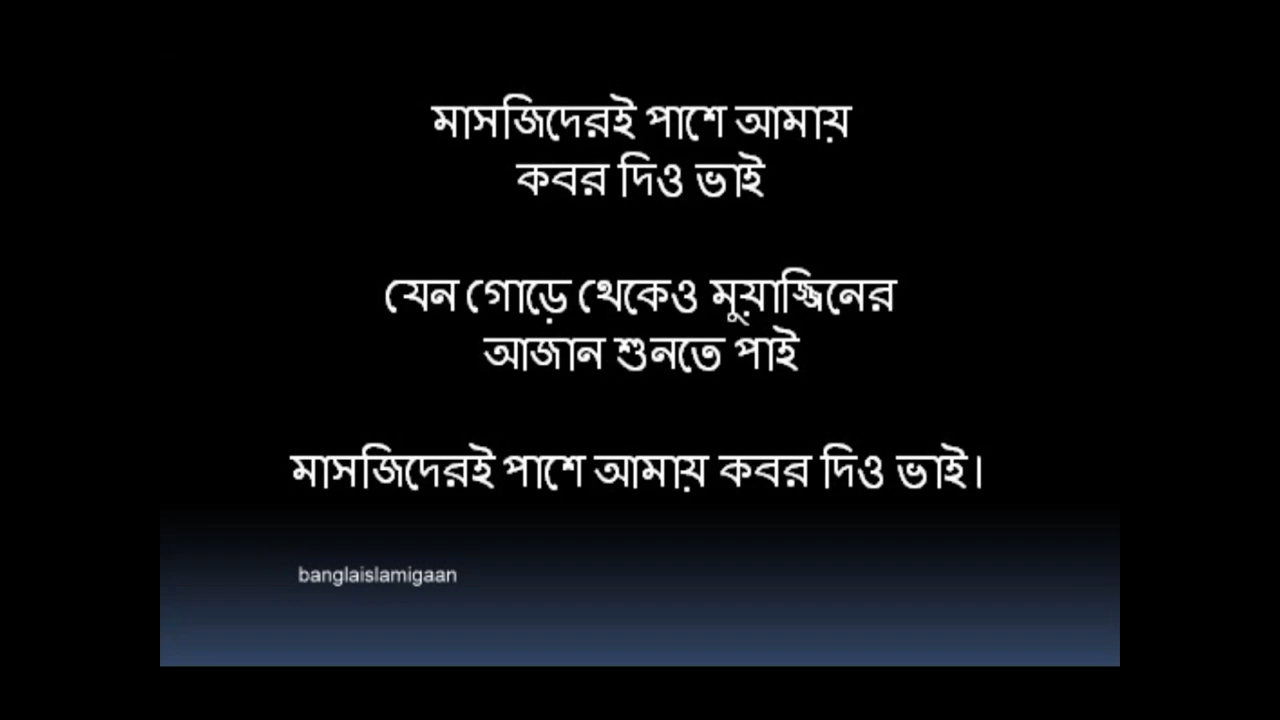 মাসজিদেরই পাশে আমায়
কবর দিও ভাই
যেন গোড়ে থেকেও মুয়াজ্জিনের
আজান শুনতে পাই
মাসজিদেরই পাশে আমায় কবর দিও ভাই।
banglaislamigaan